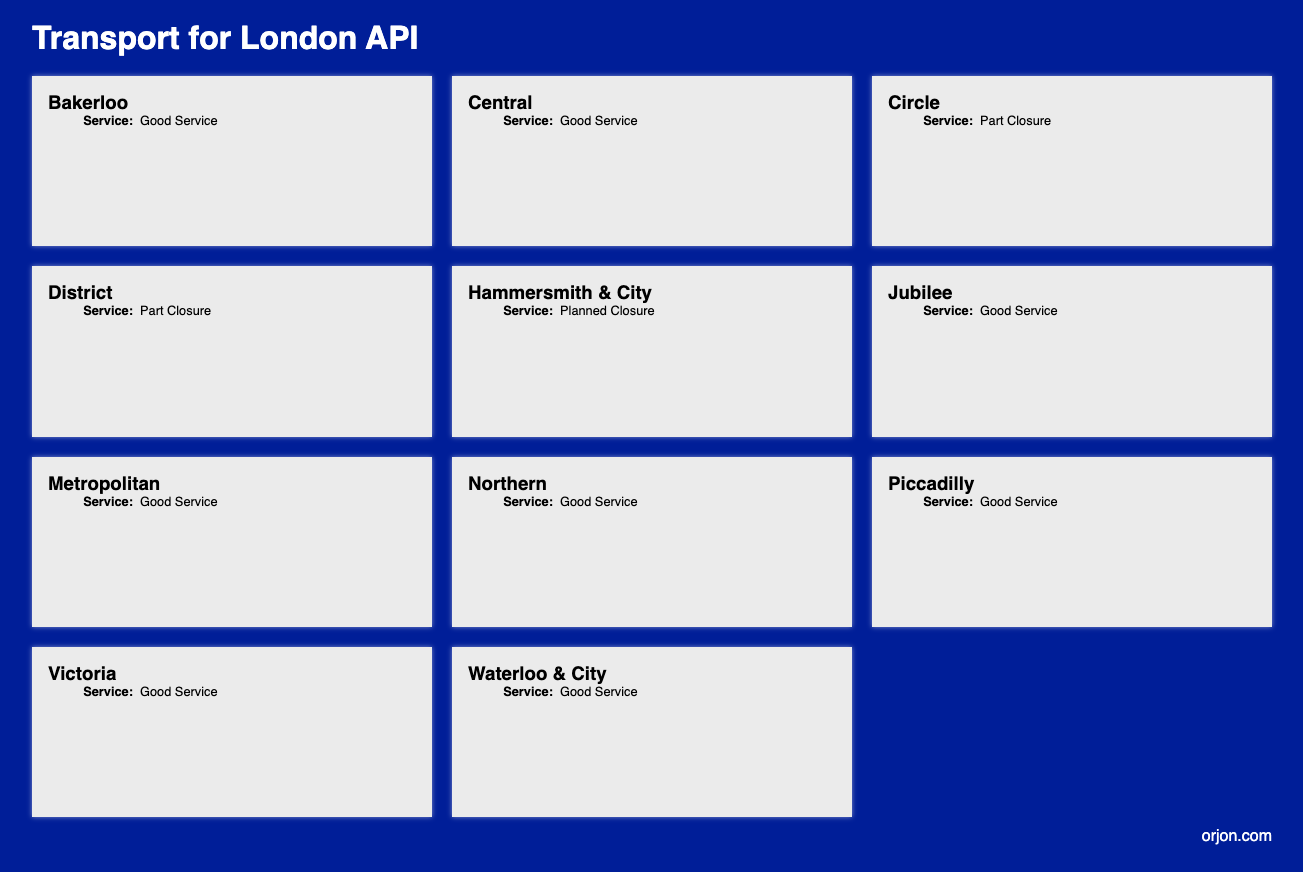 Transport for London API
Bakerloo
Service: Good Service
Central
Service: Good Service
Circle
Service: Part Closure
District
Service: Part Closure
Hammersmith & City
Service: Planned Closure
Jubilee
Service: Good Service
Metropolitan
Service: Good Service
Northern
Service: Good Service
Piccadilly
Service: Good Service
Victoria
Service: Good Service
Waterloo & City
Service: Good Service
orjon.com